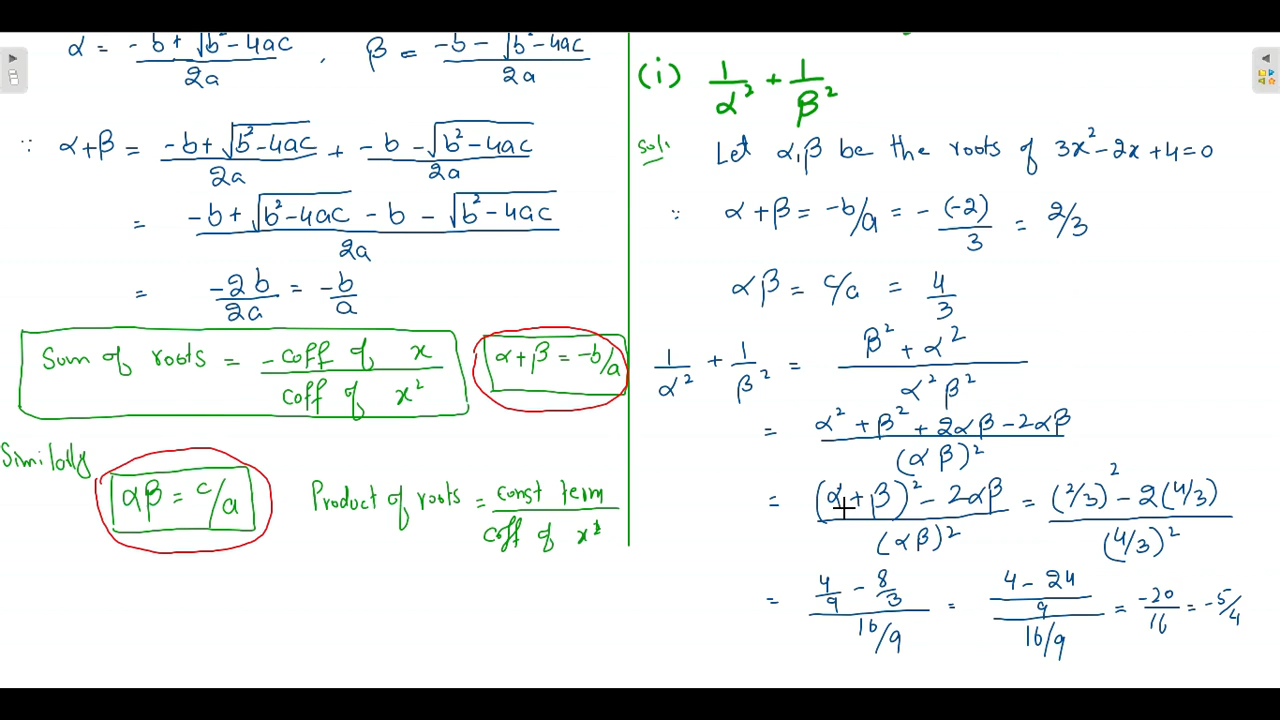 α = (-b + √(b² - 4ac))/2a , β = (-b - √(b² - 4ac))/2a
∵ α+β = (-b + √(b² - 4ac))/2a + (-b - √(b² - 4ac))/2a
= (-b + √(b² - 4ac) - b - √(b² - 4ac))/2a
= -2b/2a = -b/a
Sum of roots = - coff of x / coff of x²
α+β = -b/a
Similarly
αβ = c/a
Product of roots = const term / coff of x²
(i) 1/α² + 1/β²
Sol: Let α,β be the roots of 3x² - 2x + 4 = 0
∵ α + β = -b/a = - (-2)/3 = 2/3
αβ = c/a = 4/3
1/α² + 1/β² = (β² + α²)/(α² β²)
= (α² + β² + 2αβ - 2αβ)/(αβ)²
= ((α + β)² - 2αβ)/(αβ)² = ((2/3)² - 2(4/3))/(4/3)²
= (4/9 - 8/3)/(16/9) = ((4 - 24)/9)/(16/9) = -20/16 = -5/4